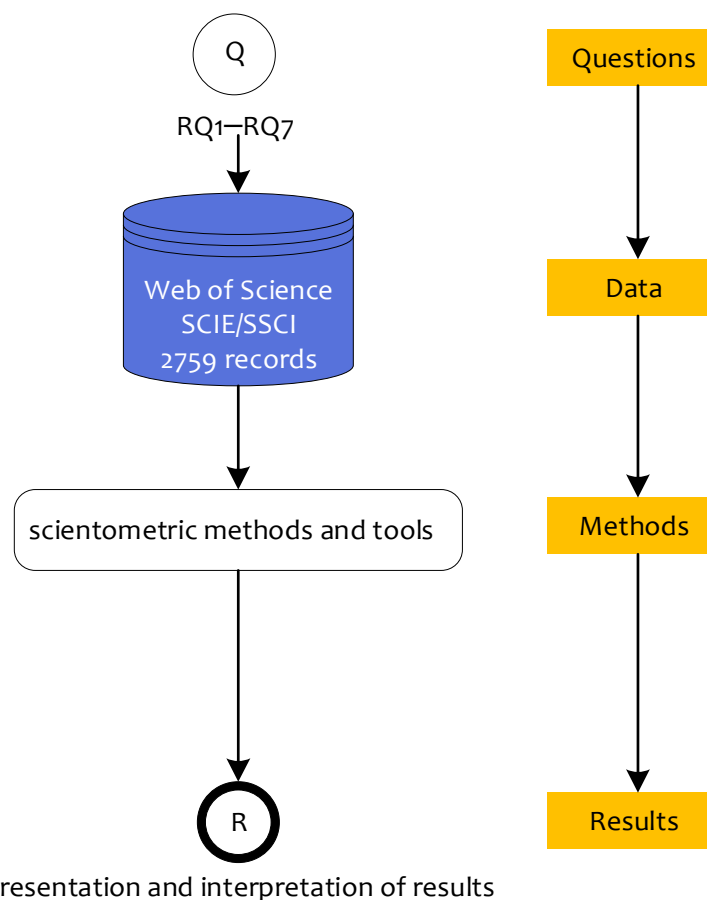 Q
RQ1–RQ7
Web of Science
SCIE/SSCI
2759 records
scientometric methods and tools
R
resentation and interpretation of results
Questions
Data
Methods
Results